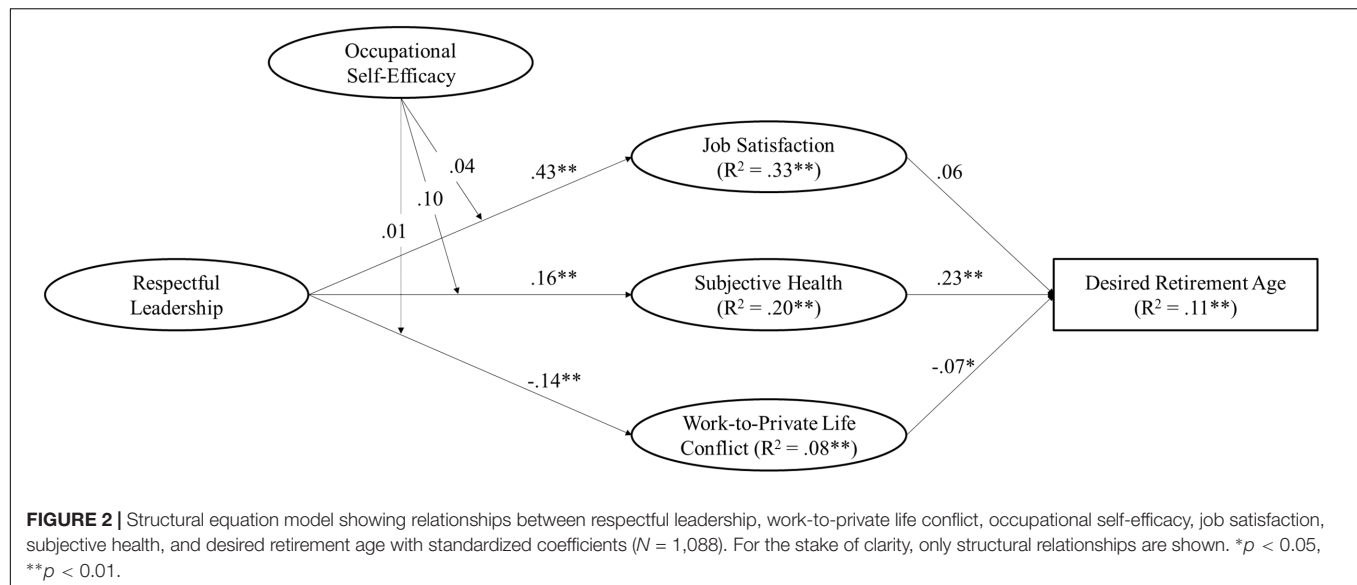 Occupational
Self-Efficacy
Job Satisfaction
(R² = .33**)
.04
.43**
.06
.10
.01
Respectful
Leadership
.16**
Subjective Health
(R² = .20**)
.23**
Desired Retirement Age
(R² = .11**)
-.14**
-.07*
Work-to-Private Life
Conflict (R² = .08**)
FIGURE 2 | Structural equation model showing relationships between respectful leadership, work-to-private life conflict, occupational self-efficacy, job satisfaction,
subjective health, and desired retirement age with standardized coefficients (N = 1,088). For the stake of clarity, only structural relationships are shown. *p < 0.05,
**p < 0.01.